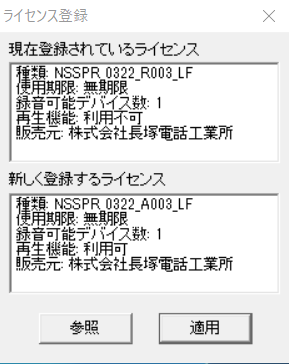 ライセンス登録
現在登録されているライセンス
種類: NSSPR_0322_R003_LF
使用期限: 無期限
録音可能デバイス数: 1
再生機能: 利用不可
販売元: 株式会社長塚電話工業所
新しく登録するライセンス
種類: NSSPR_0322_A003_LF
使用期限: 無期限
録音可能デバイス数: 1
再生機能: 利用可
販売元: 株式会社長塚電話工業所
参照
適用